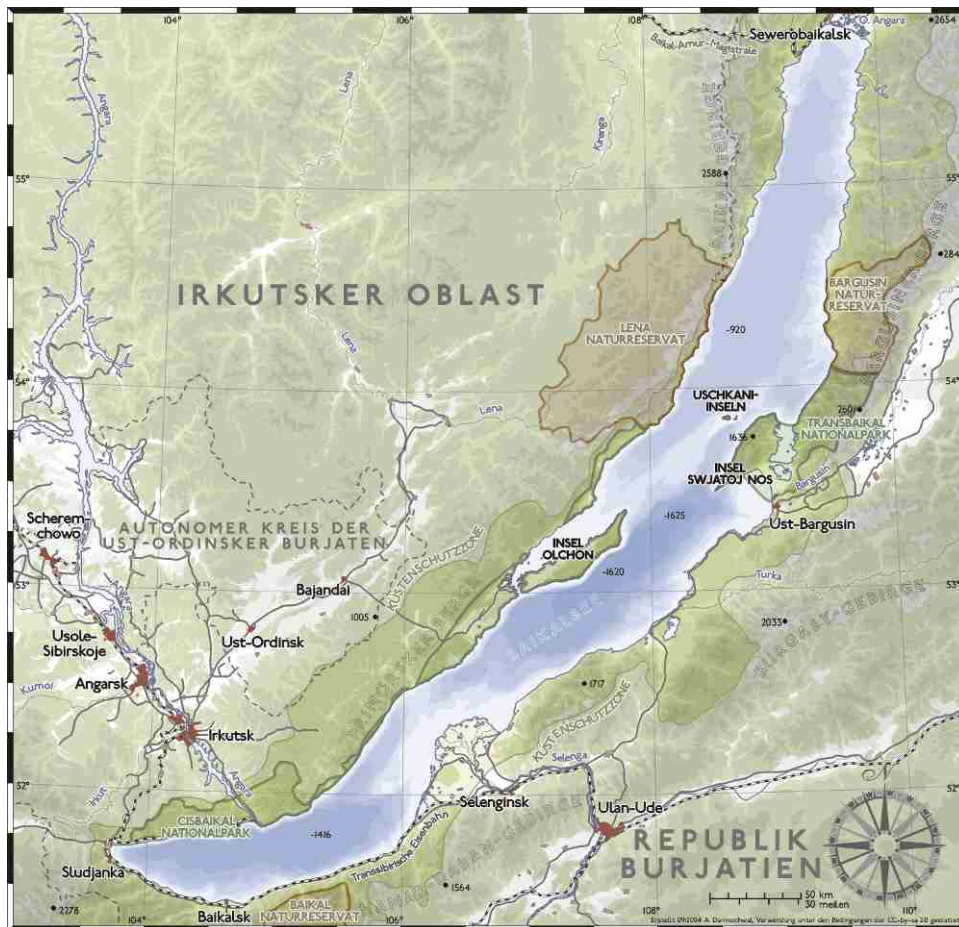 104°
106°
108°
2654
O. Angara
Sewerobaikalsk
Baikal-Amur-Magistrale
Angara
Lena
Kirenga
55°
2588
55°
IRKUTSKER OBLAST
BARGUSIN
NATUR-
RESERVAT
LENA
NATURRESERVAT
-920
Lena
54°
54°
USCHKANI-
INSELN
Lena
2601
TRANSBAIKAL
NATIONALPARK
1636
INSEL
SWJATOJ NOS
Bargusin
-1625
Ust-Bargusin
Scherem-
chowo
AUTONOMER KREIS DER
UST-ORDINSKER BURJATEN
INSEL
OLCHON
KÜSTENSCHUTZZONE
-1620
Turka
53°
53°
Bajandai
1005
BAIKALSEE
2033
Usole-
Sibirskoje
Ust-Ordinsk
Angarsk
1717
KÜSTENSCHUTZZONE
Irkutsk
Angara
Irkut
52°
Selenga
52°
Selenginsk
Ulan-Ude
CISBAIKAL
NATIONALPARK
-1416
Transsibirische Eisenbahn
REPUBLIK
BURJATIEN
Sludjanka
1564
50 km
30 meilen
2278
104°
Baikalsk
BAIKAL
NATURRESERVAT
106°
108°
110°